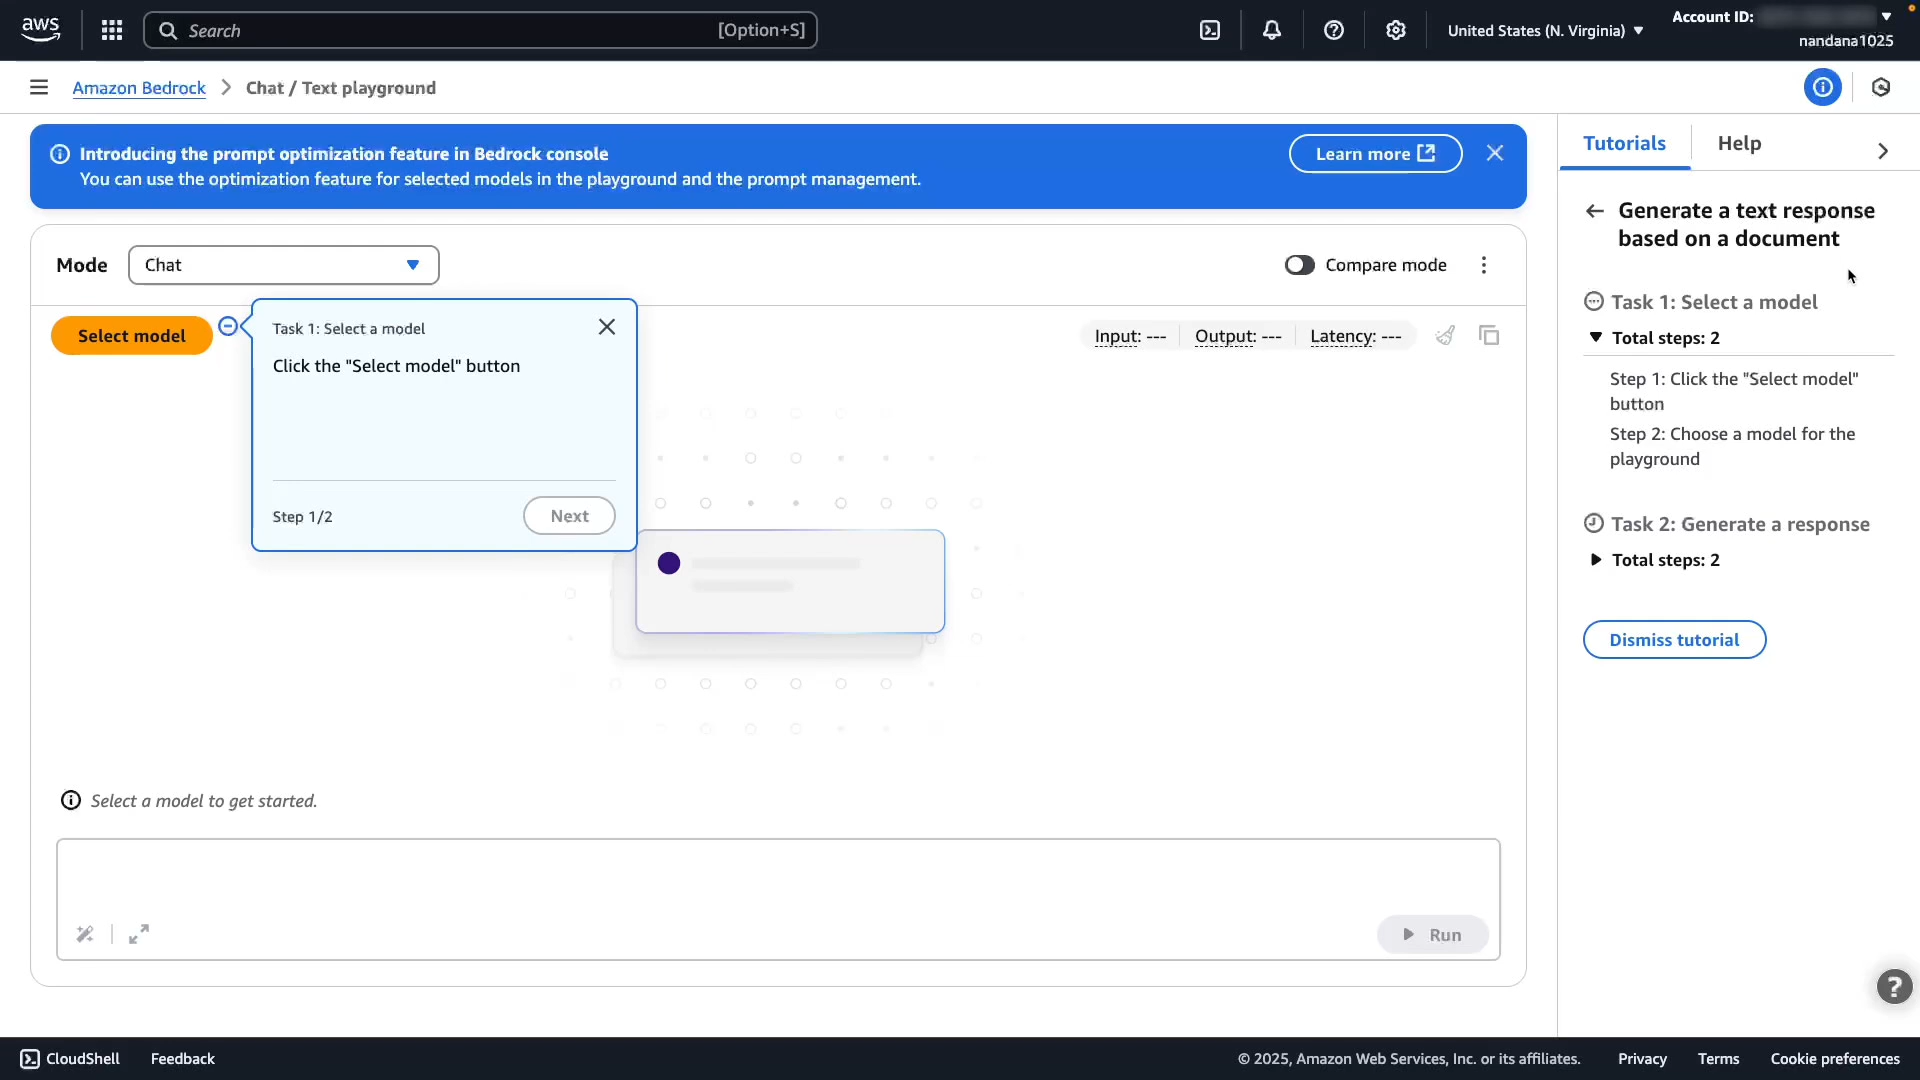 aws
Search
[Option+S]
United States (N. Virginia)
Account ID:
nandana1025
Amazon Bedrock
Chat / Text playground
Introducing the prompt optimization feature in Bedrock console
You can use the optimization feature for selected models in the playground and the prompt management.
Learn more
Tutorials
Help
Generate a text response
based on a document
Mode
Chat
Compare mode
Select model
Task 1: Select a model
Click the "Select model" button
Step 1/2
Next
Input: ---
Output: ---
Latency: ---
Task 1: Select a model
Total steps: 2
Step 1: Click the "Select model"
button
Step 2: Choose a model for the
playground
Task 2: Generate a response
Total steps: 2
Dismiss tutorial
Select a model to get started.
Run
CloudShell
Feedback
© 2025, Amazon Web Services, Inc. or its affiliates.
Privacy
Terms
Cookie preferences